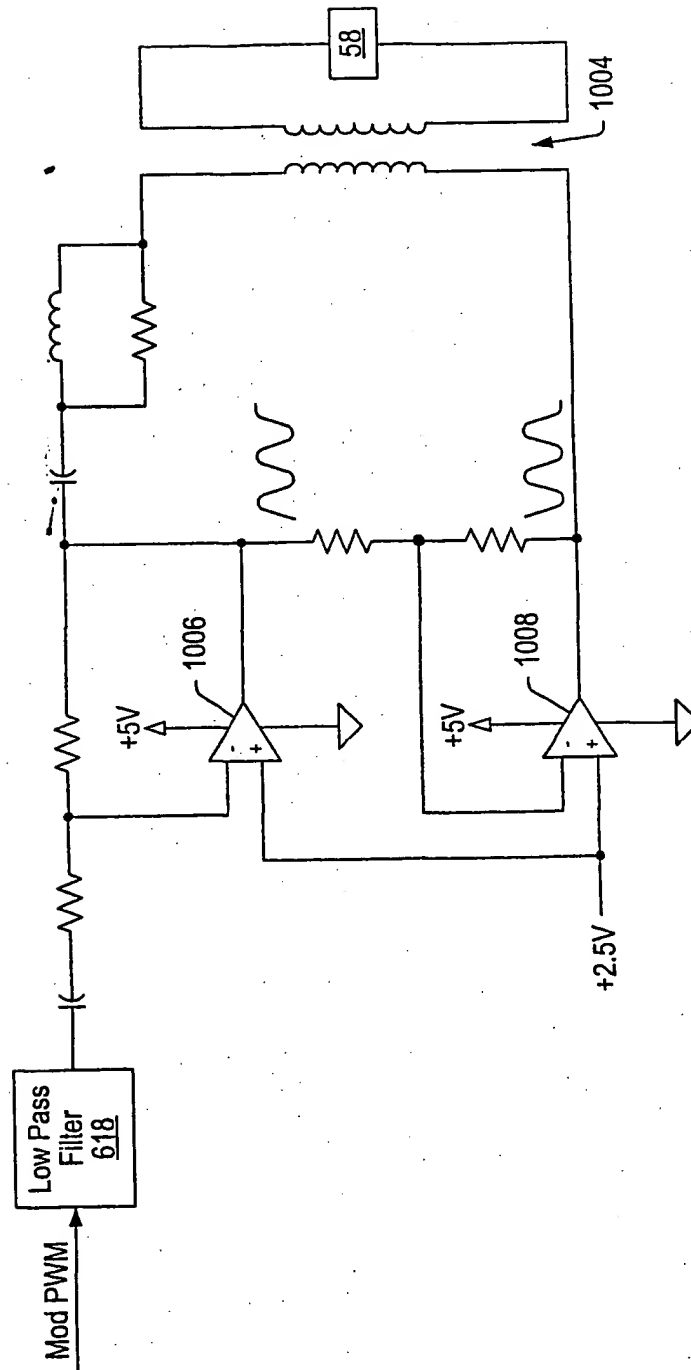 Mod PWM
Low Pass
Filter
618
+5V
1006
-
+
+5V
1008
-
+
+2.5V
58
1004